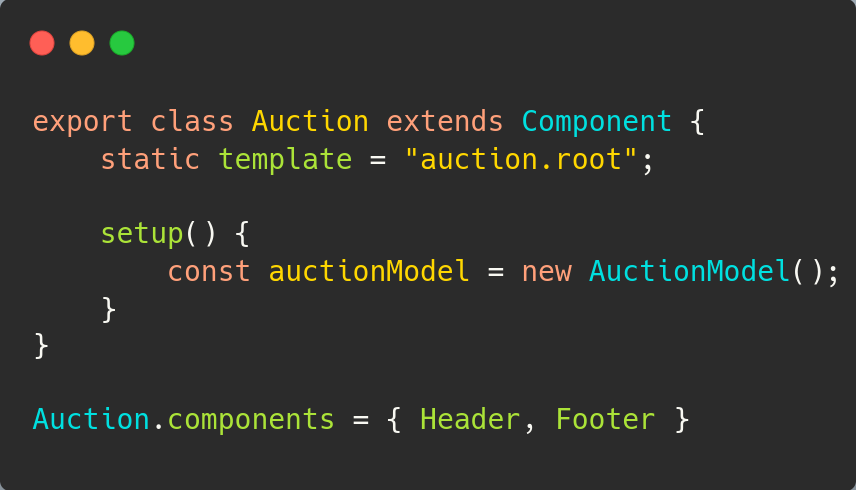 export class Auction extends Component {
    static template = "auction.root";

    setup() {
        const auctionModel = new AuctionModel();
    }
}

Auction.components = { Header, Footer }